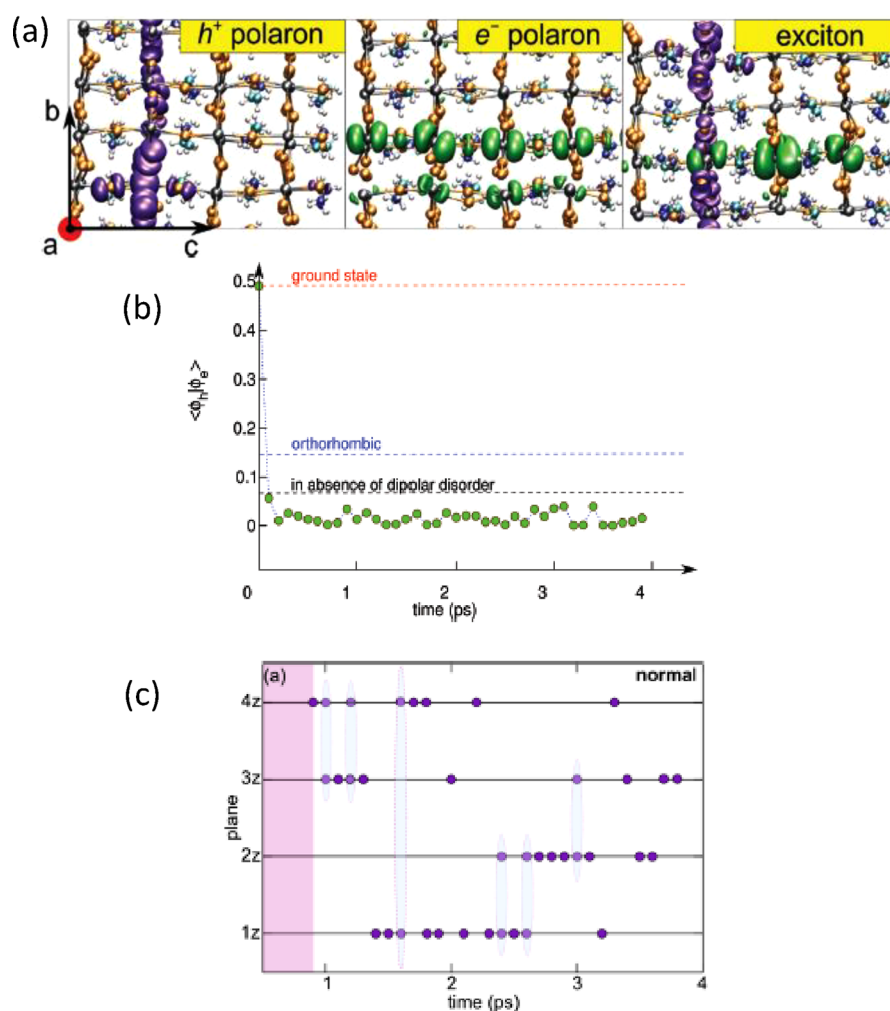 (a)
h⁺ polaron
e⁻ polaron
exciton
b
a
c
(b)
0.5
ground state
0.4
0.3
<ϕh|ϕe>
0.2
orthorhombic
0.1
in absence of dipolar disorder
0
0 1 2 3 4
time (ps)
(c)
(a)
normal
4z
3z
plane
2z
1z
1 2 3 4
time (ps)